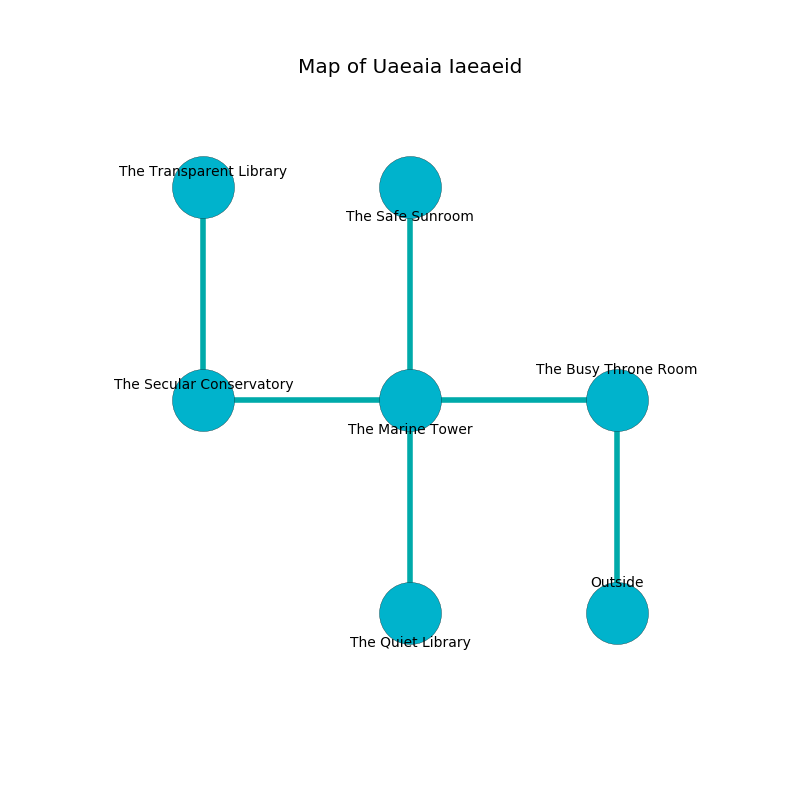 Map of Uaeaia Iaeaeid
The Transparent Library
The Safe Sunroom
The Busy Throne Room
The Secular Conservatory
The Marine Tower
Outside
The Quiet Library